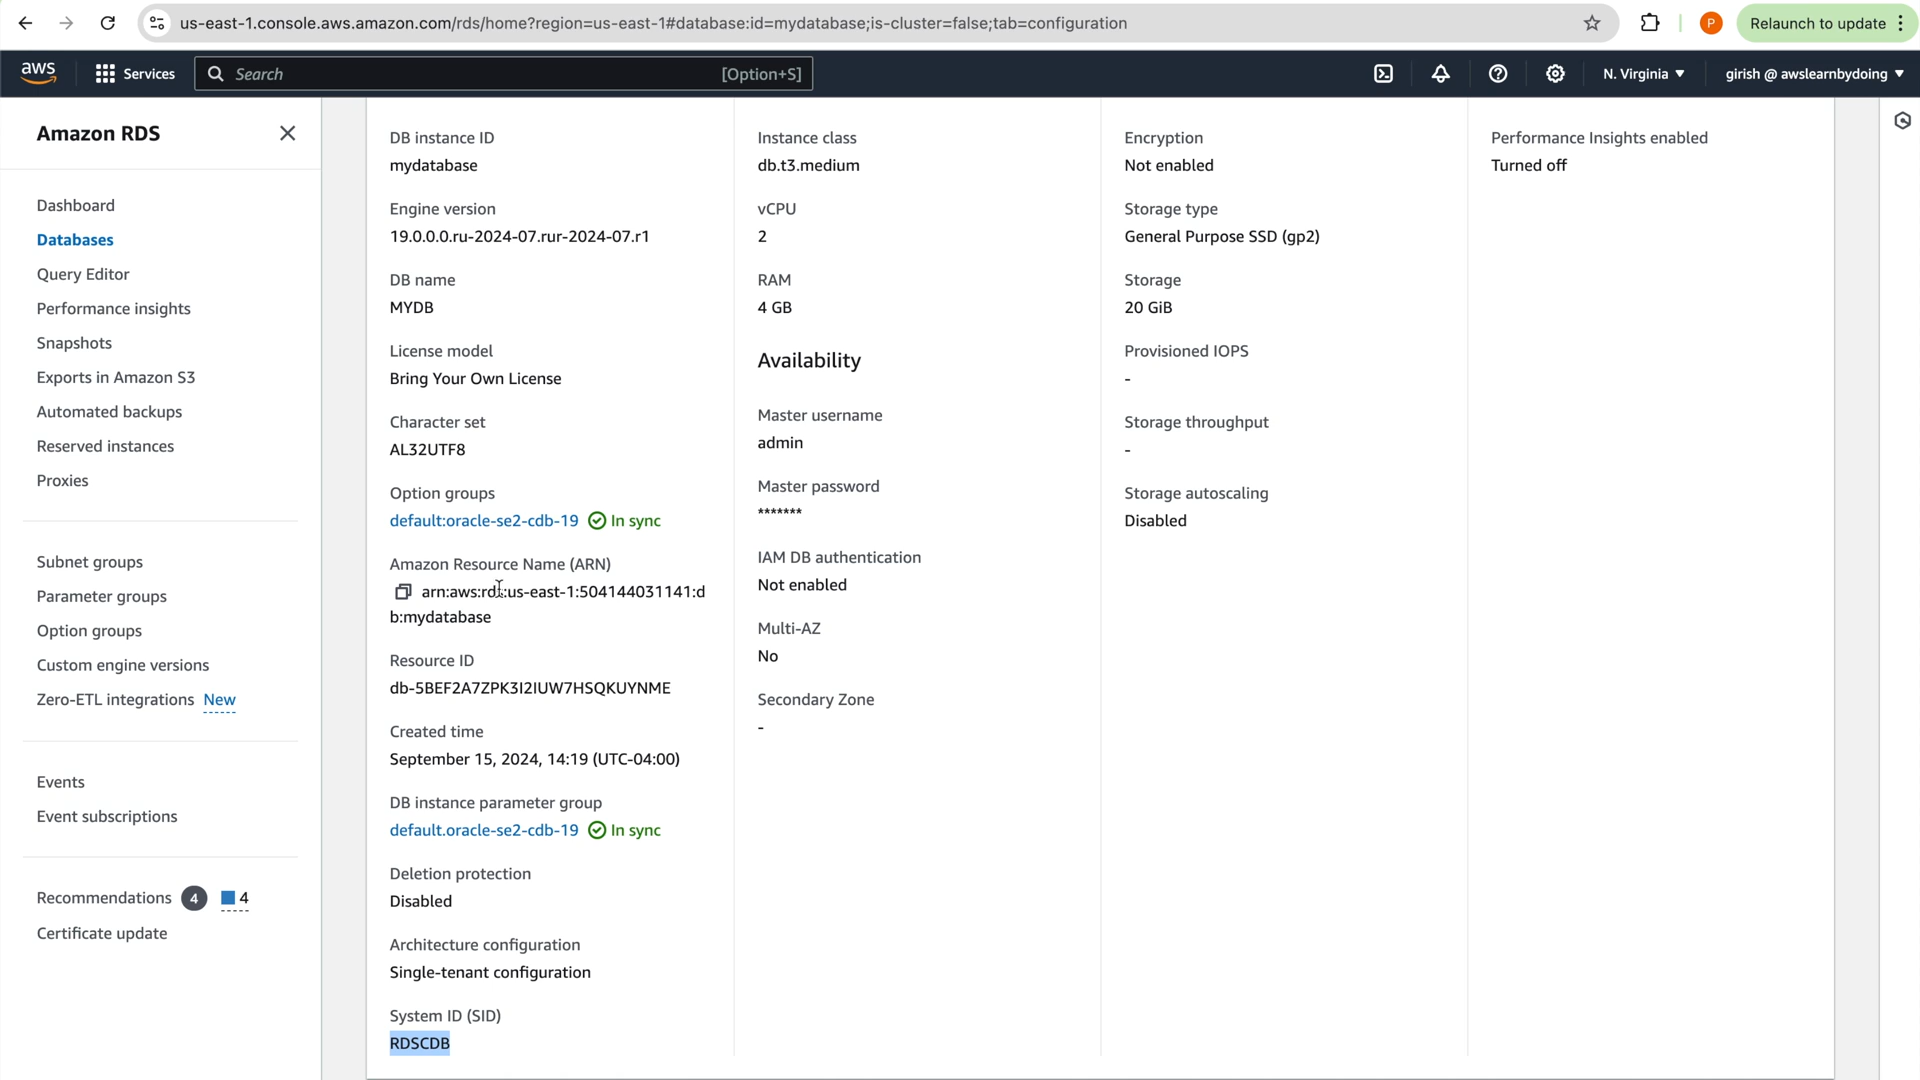 us-east-1.console.aws.amazon.com/rds/home?region=us-east-1#database:id=mydatabase;is-cluster=false;tab=configuration
P
Relaunch to update
aws
Services
Search
[Option+S]
N. Virginia
girish @ awslearnbydoing
Amazon RDS
Dashboard
Databases
Query Editor
Performance insights
Snapshots
Exports in Amazon S3
Automated backups
Reserved instances
Proxies
Subnet groups
Parameter groups
Option groups
Custom engine versions
Zero-ETL integrations New
Events
Event subscriptions
Recommendations 4 4
Certificate update
DB instance ID
mydatabase
Engine version
19.0.0.0.ru-2024-07.rur-2024-07.r1
DB name
MYDB
License model
Bring Your Own License
Character set
AL32UTF8
Option groups
default:oracle-se2-cdb-19 In sync
Amazon Resource Name (ARN)
arn:aws:rds:us-east-1:504144031141:d
b:mydatabase
Resource ID
db-5BEF2A7ZPK3I2IUW7HSQKUYNME
Created time
September 15, 2024, 14:19 (UTC-04:00)
DB instance parameter group
default.oracle-se2-cdb-19 In sync
Deletion protection
Disabled
Architecture configuration
Single-tenant configuration
System ID (SID)
RDSCDB
Instance class
db.t3.medium
vCPU
2
RAM
4 GB
Availability
Master username
admin
Master password
*******
IAM DB authentication
Not enabled
Multi-AZ
No
Secondary Zone
-
Encryption
Not enabled
Storage type
General Purpose SSD (gp2)
Storage
20 GiB
Provisioned IOPS
-
Storage throughput
-
Storage autoscaling
Disabled
Performance Insights enabled
Turned off